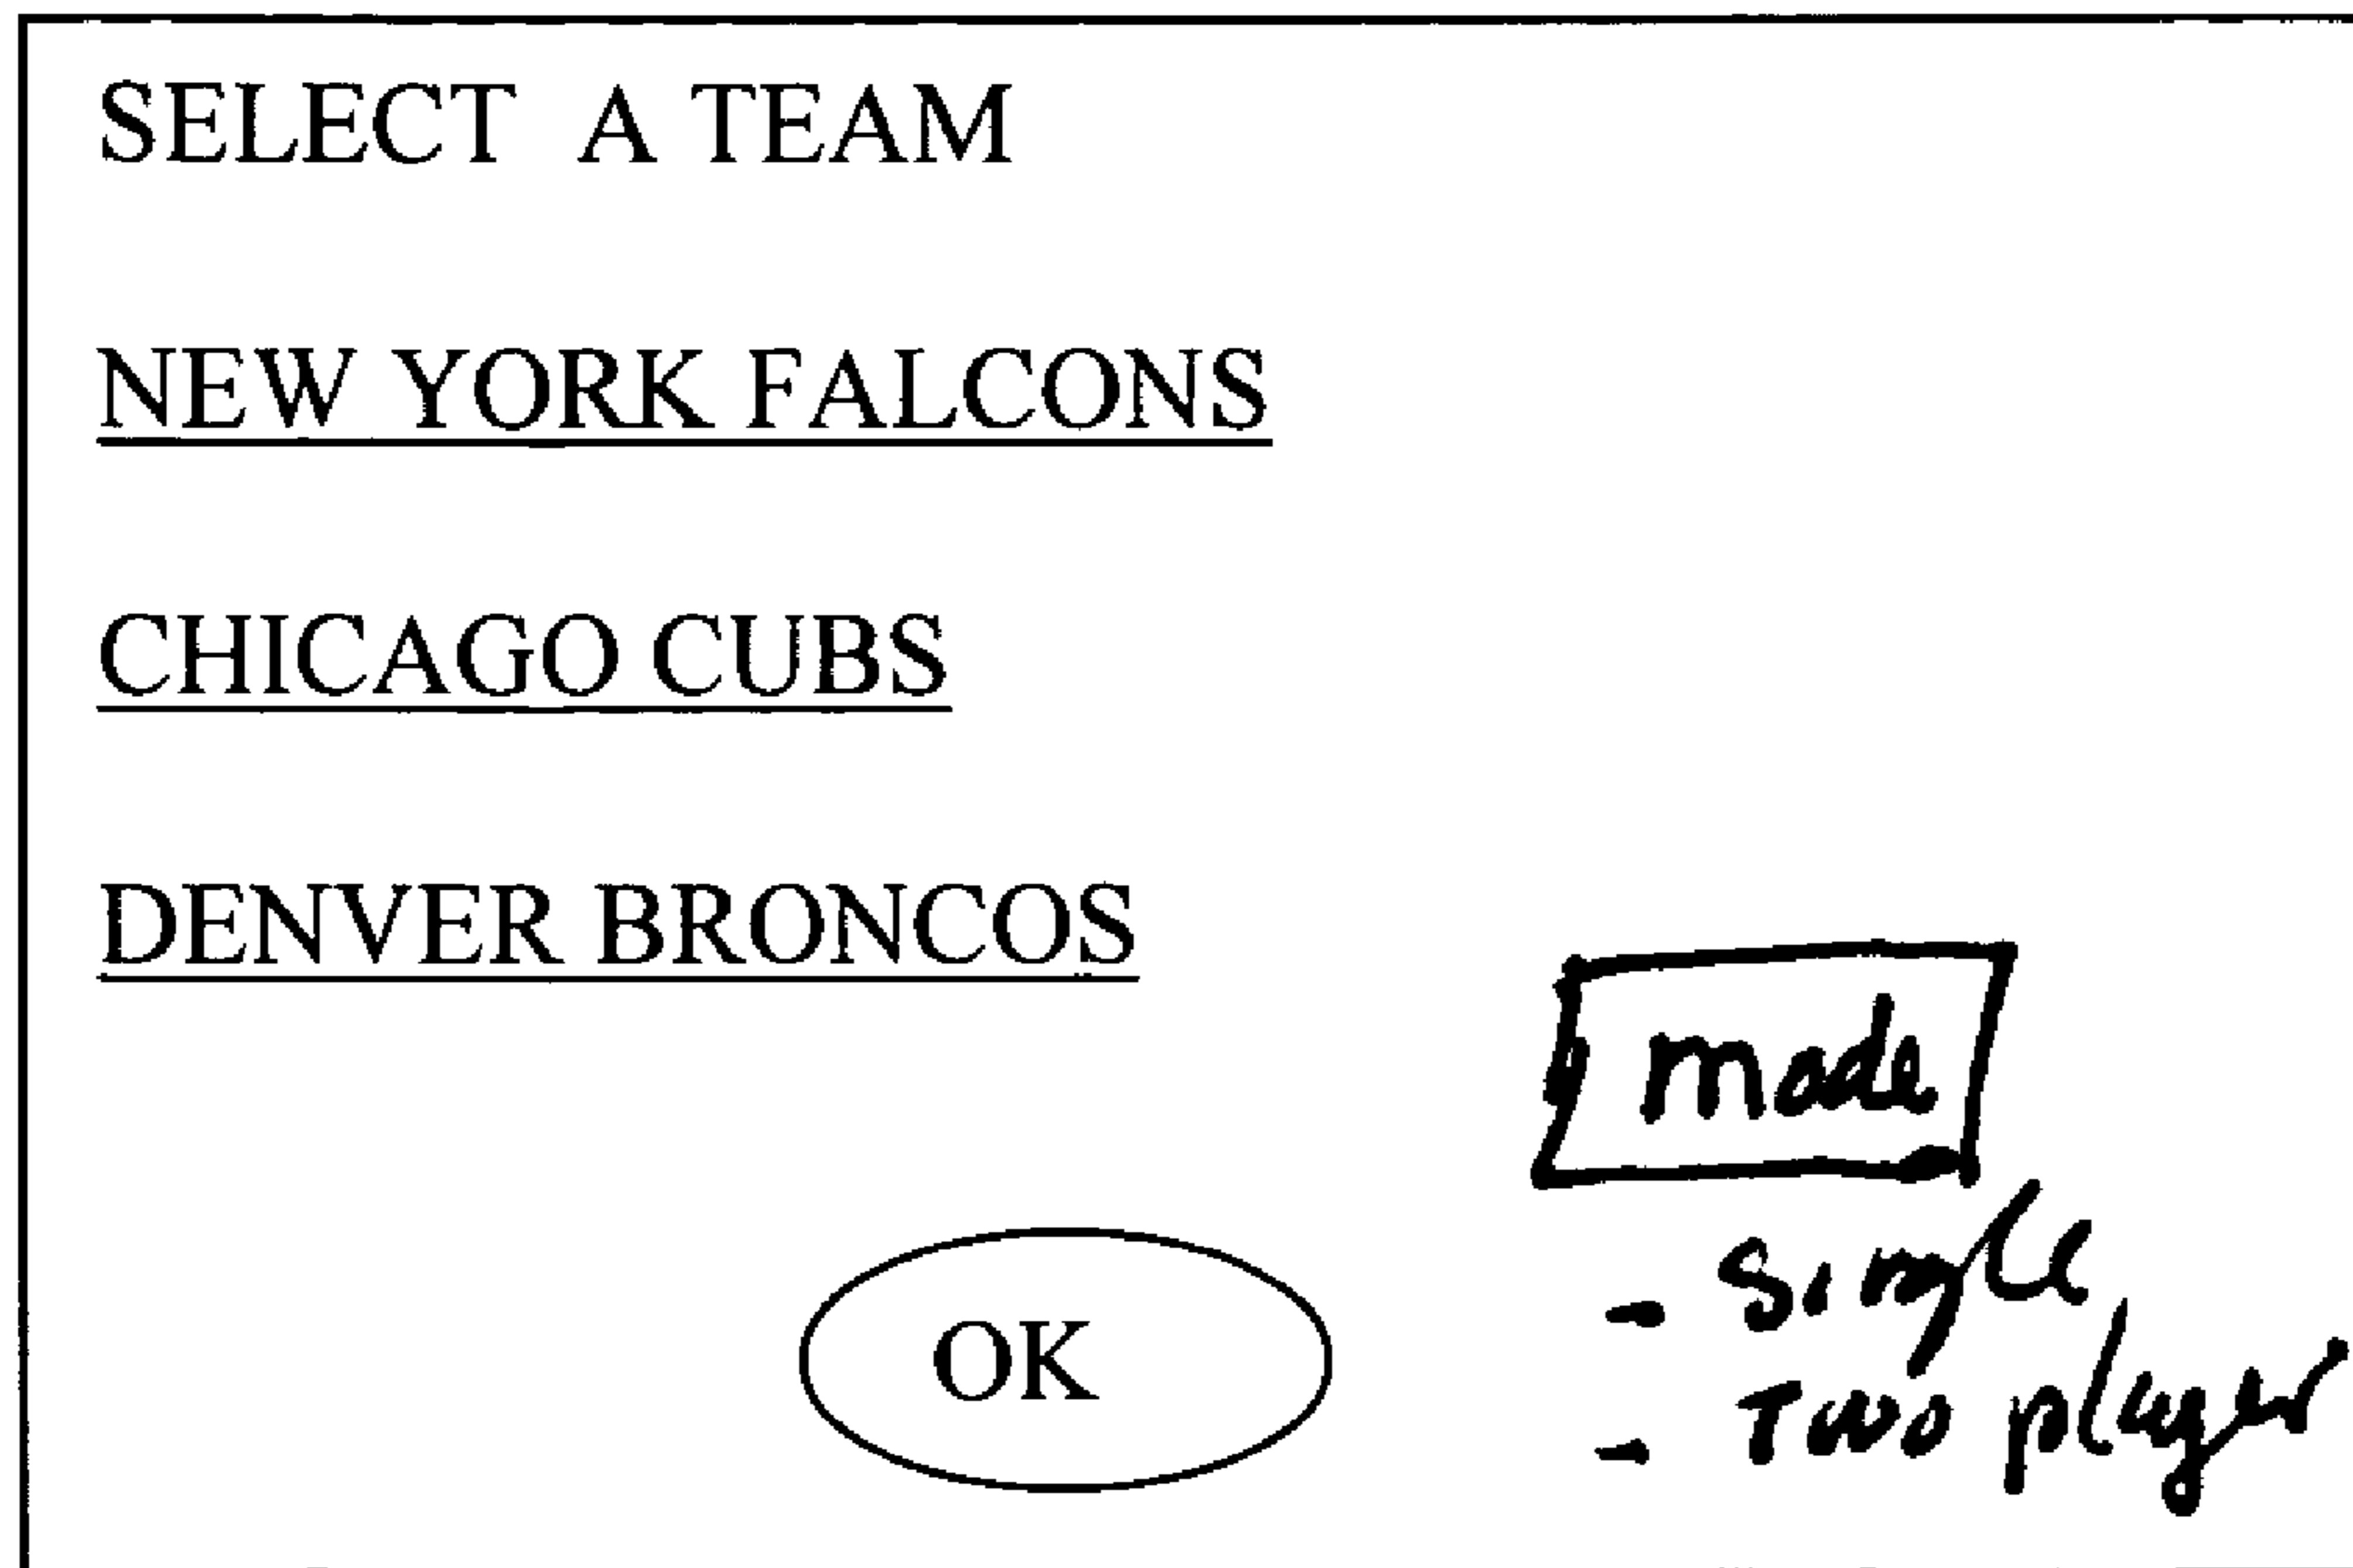 SELECT A TEAM
NEW YORK FALCONS
CHICAGO CUBS
DENVER BRONCOS
mode
- single
OK
- Two player